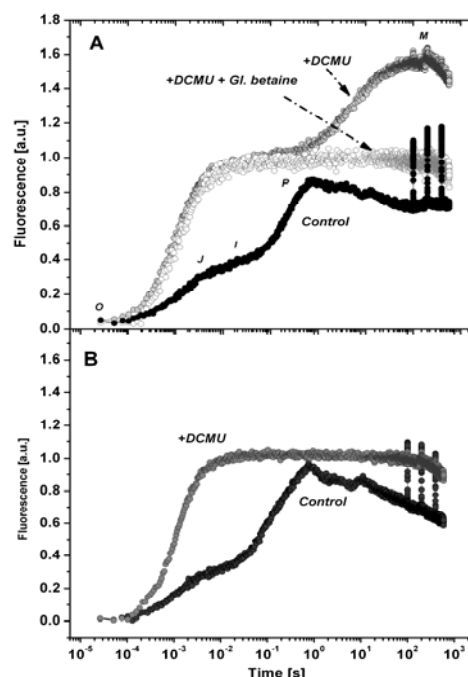 A
M
+DCMU
+DCMU + Gl. betaine
P
Control
J
I
O
Fluorescence [a.u.]
1.8
1.6
1.4
1.2
1.0
0.8
0.6
0.4
0.2
0.0
B
+DCMU
Control
Fluorescence [a.u.]
1.6
1.4
1.2
1.0
0.8
0.6
0.4
0.2
0.0
10⁻⁵ 10⁻⁴ 10⁻³ 10⁻² 10⁻¹ 10⁰ 10¹ 10² 10³
Time [s]